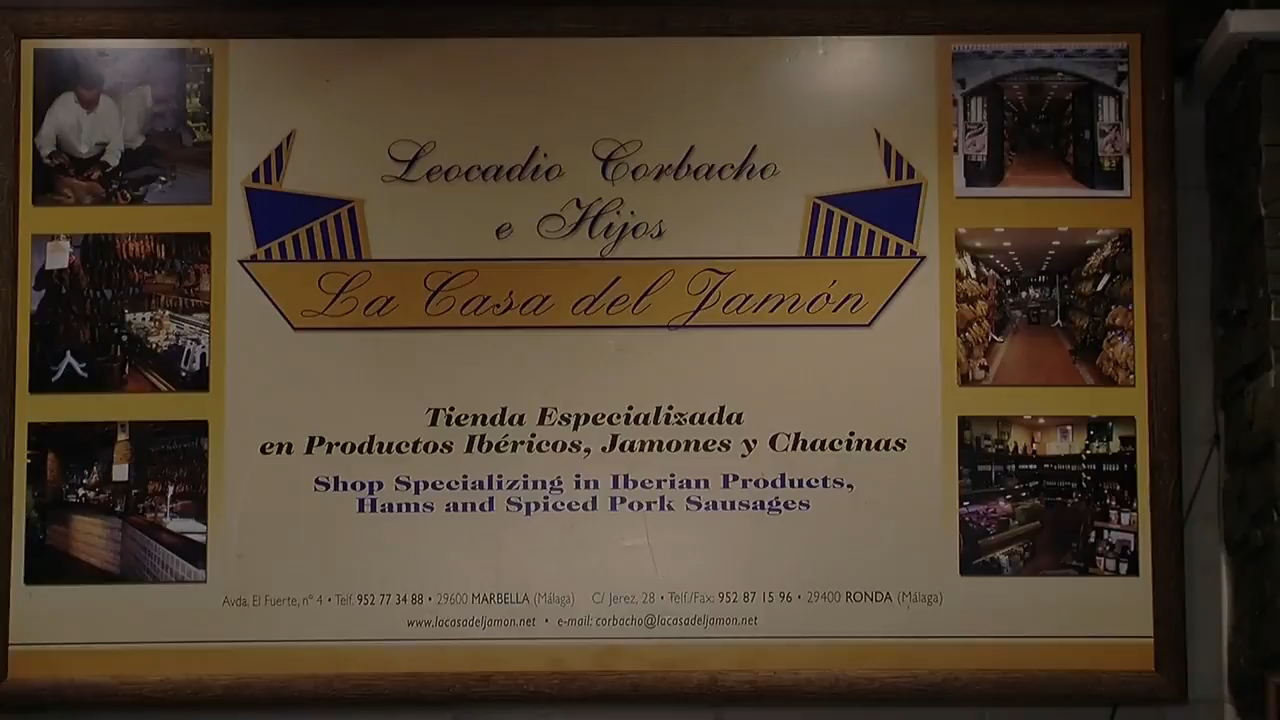 Leocadio Corbacho
e Hijos
La Casa del Jamón
Tienda Especializada
en Productos Ibéricos, Jamones y Chacinas
Shop Specializing in Iberian Products,
Hams and Spiced Pork Sausages
Avda. El Fuerte, nº 4 • Telf. 952 77 34 88 • 29600 MARBELLA (Málaga) C/ Jerez, 28 • Telf./Fax: 952 87 15 96 • 29400 RONDA (Málaga)
www.lacasadeljamon.net • e-mail: corbacho@lacasadeljamon.net